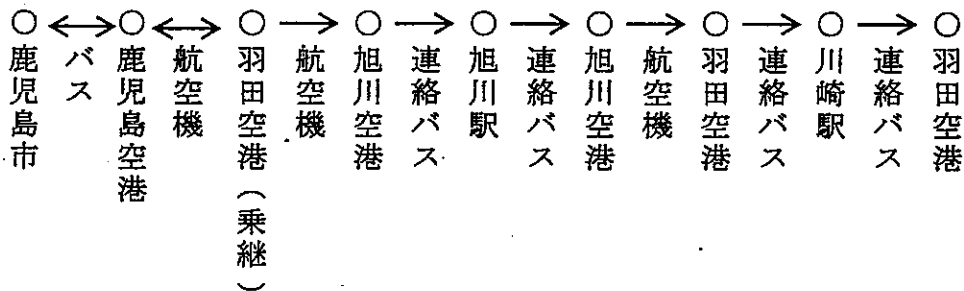 ○←→○←→○→○→○→○→○→○→○
鹿児島市
バス
鹿児島空港
航空機
羽田空港（乗継）
航空機
旭川空港
連絡バス
旭川駅
連絡バス
旭川空港
航空機
羽田空港
連絡バス
川崎駅
連絡バス
羽田空港